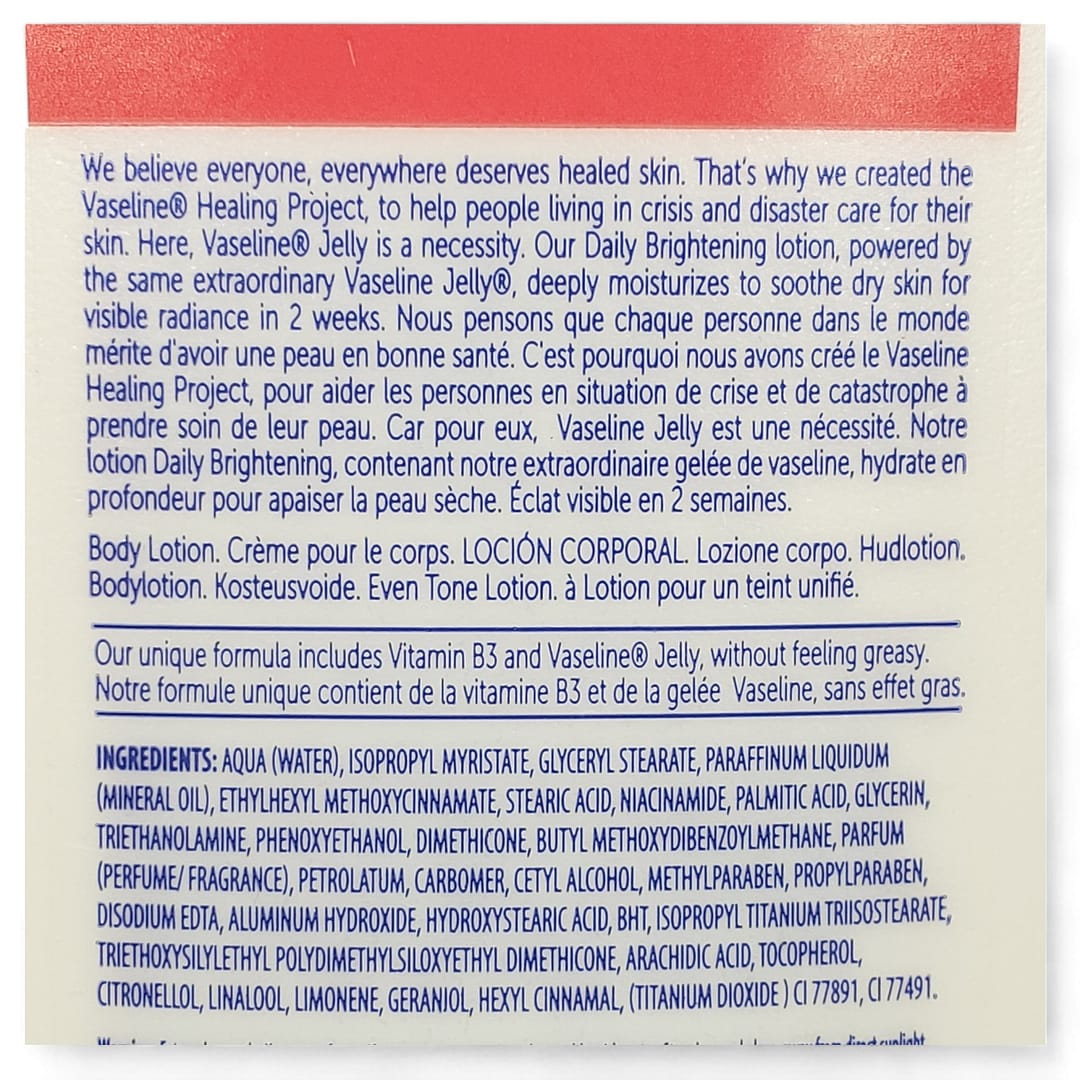 We believe everyone, everywhere deserves healed skin. That's why we created the
Vaseline® Healing Project, to help people living in crisis and disaster care for their
skin. Here, Vaseline® Jelly is a necessity. Our Daily Brightening lotion, powered by
the same extraordinary Vaseline Jelly®, deeply moisturizes to soothe dry skin for
visible radiance in 2 weeks. Nous pensons que chaque personne dans le monde
mérite d'avoir une peau en bonne santé. C'est pourquoi nous avons créé le Vaseline
Healing Project, pour aider les personnes en situation de crise et de catastrophe à
prendre soin de leur peau. Car pour eux, Vaseline Jelly est une nécessité. Notre
lotion Daily Brightening, contenant notre extraordinaire gelée de vaseline, hydrate en
profondeur pour apaiser la peau sèche. Éclat visible en 2 semaines.
Body Lotion. Crème pour le corps. LOCIÓN CORPORAL. Lozione corpo. Hudlotion.
Bodylotion. Kosteusvoide. Even Tone Lotion. à Lotion pour un teint unifié.
Our unique formula includes Vitamin B3 and Vaseline® Jelly, without feeling greasy.
Notre formule unique contient de la vitamine B3 et de la gelée Vaseline, sans effet gras.
INGREDIENTS: AQUA (WATER), ISOPROPYL MYRISTATE, GLYCERYL STEARATE, PARAFFINUM LIQUIDUM
(MINERAL OIL), ETHYLHEXYL METHOXYCINNAMATE, STEARIC ACID, NIACINAMIDE, PALMITIC ACID, GLYCERIN,
TRIETHANOLAMINE, PHENOXYETHANOL, DIMETHICONE, BUTYL METHOXYDIBENZOYLMETHANE, PARFUM
(PERFUME/ FRAGRANCE), PETROLATUM, CARBOMER, CETYL ALCOHOL, METHYLPARABEN, PROPYLPARABEN,
DISODIUM EDTA, ALUMINUM HYDROXIDE, HYDROXYSTEARIC ACID, BHT, ISOPROPYL TITANIUM TRIISOSTEARATE,
TRIETHOXYSILYLETHYL POLYDIMETHYLSILOXYETHYL DIMETHICONE, ARACHIDIC ACID, TOCOPHEROL,
CITRONELLOL, LINALOOL, LIMONENE, GERANIOL, HEXYL CINNAMAL, (TITANIUM DIOXIDE ) CI 77891, CI 77491.
from direct sunlight